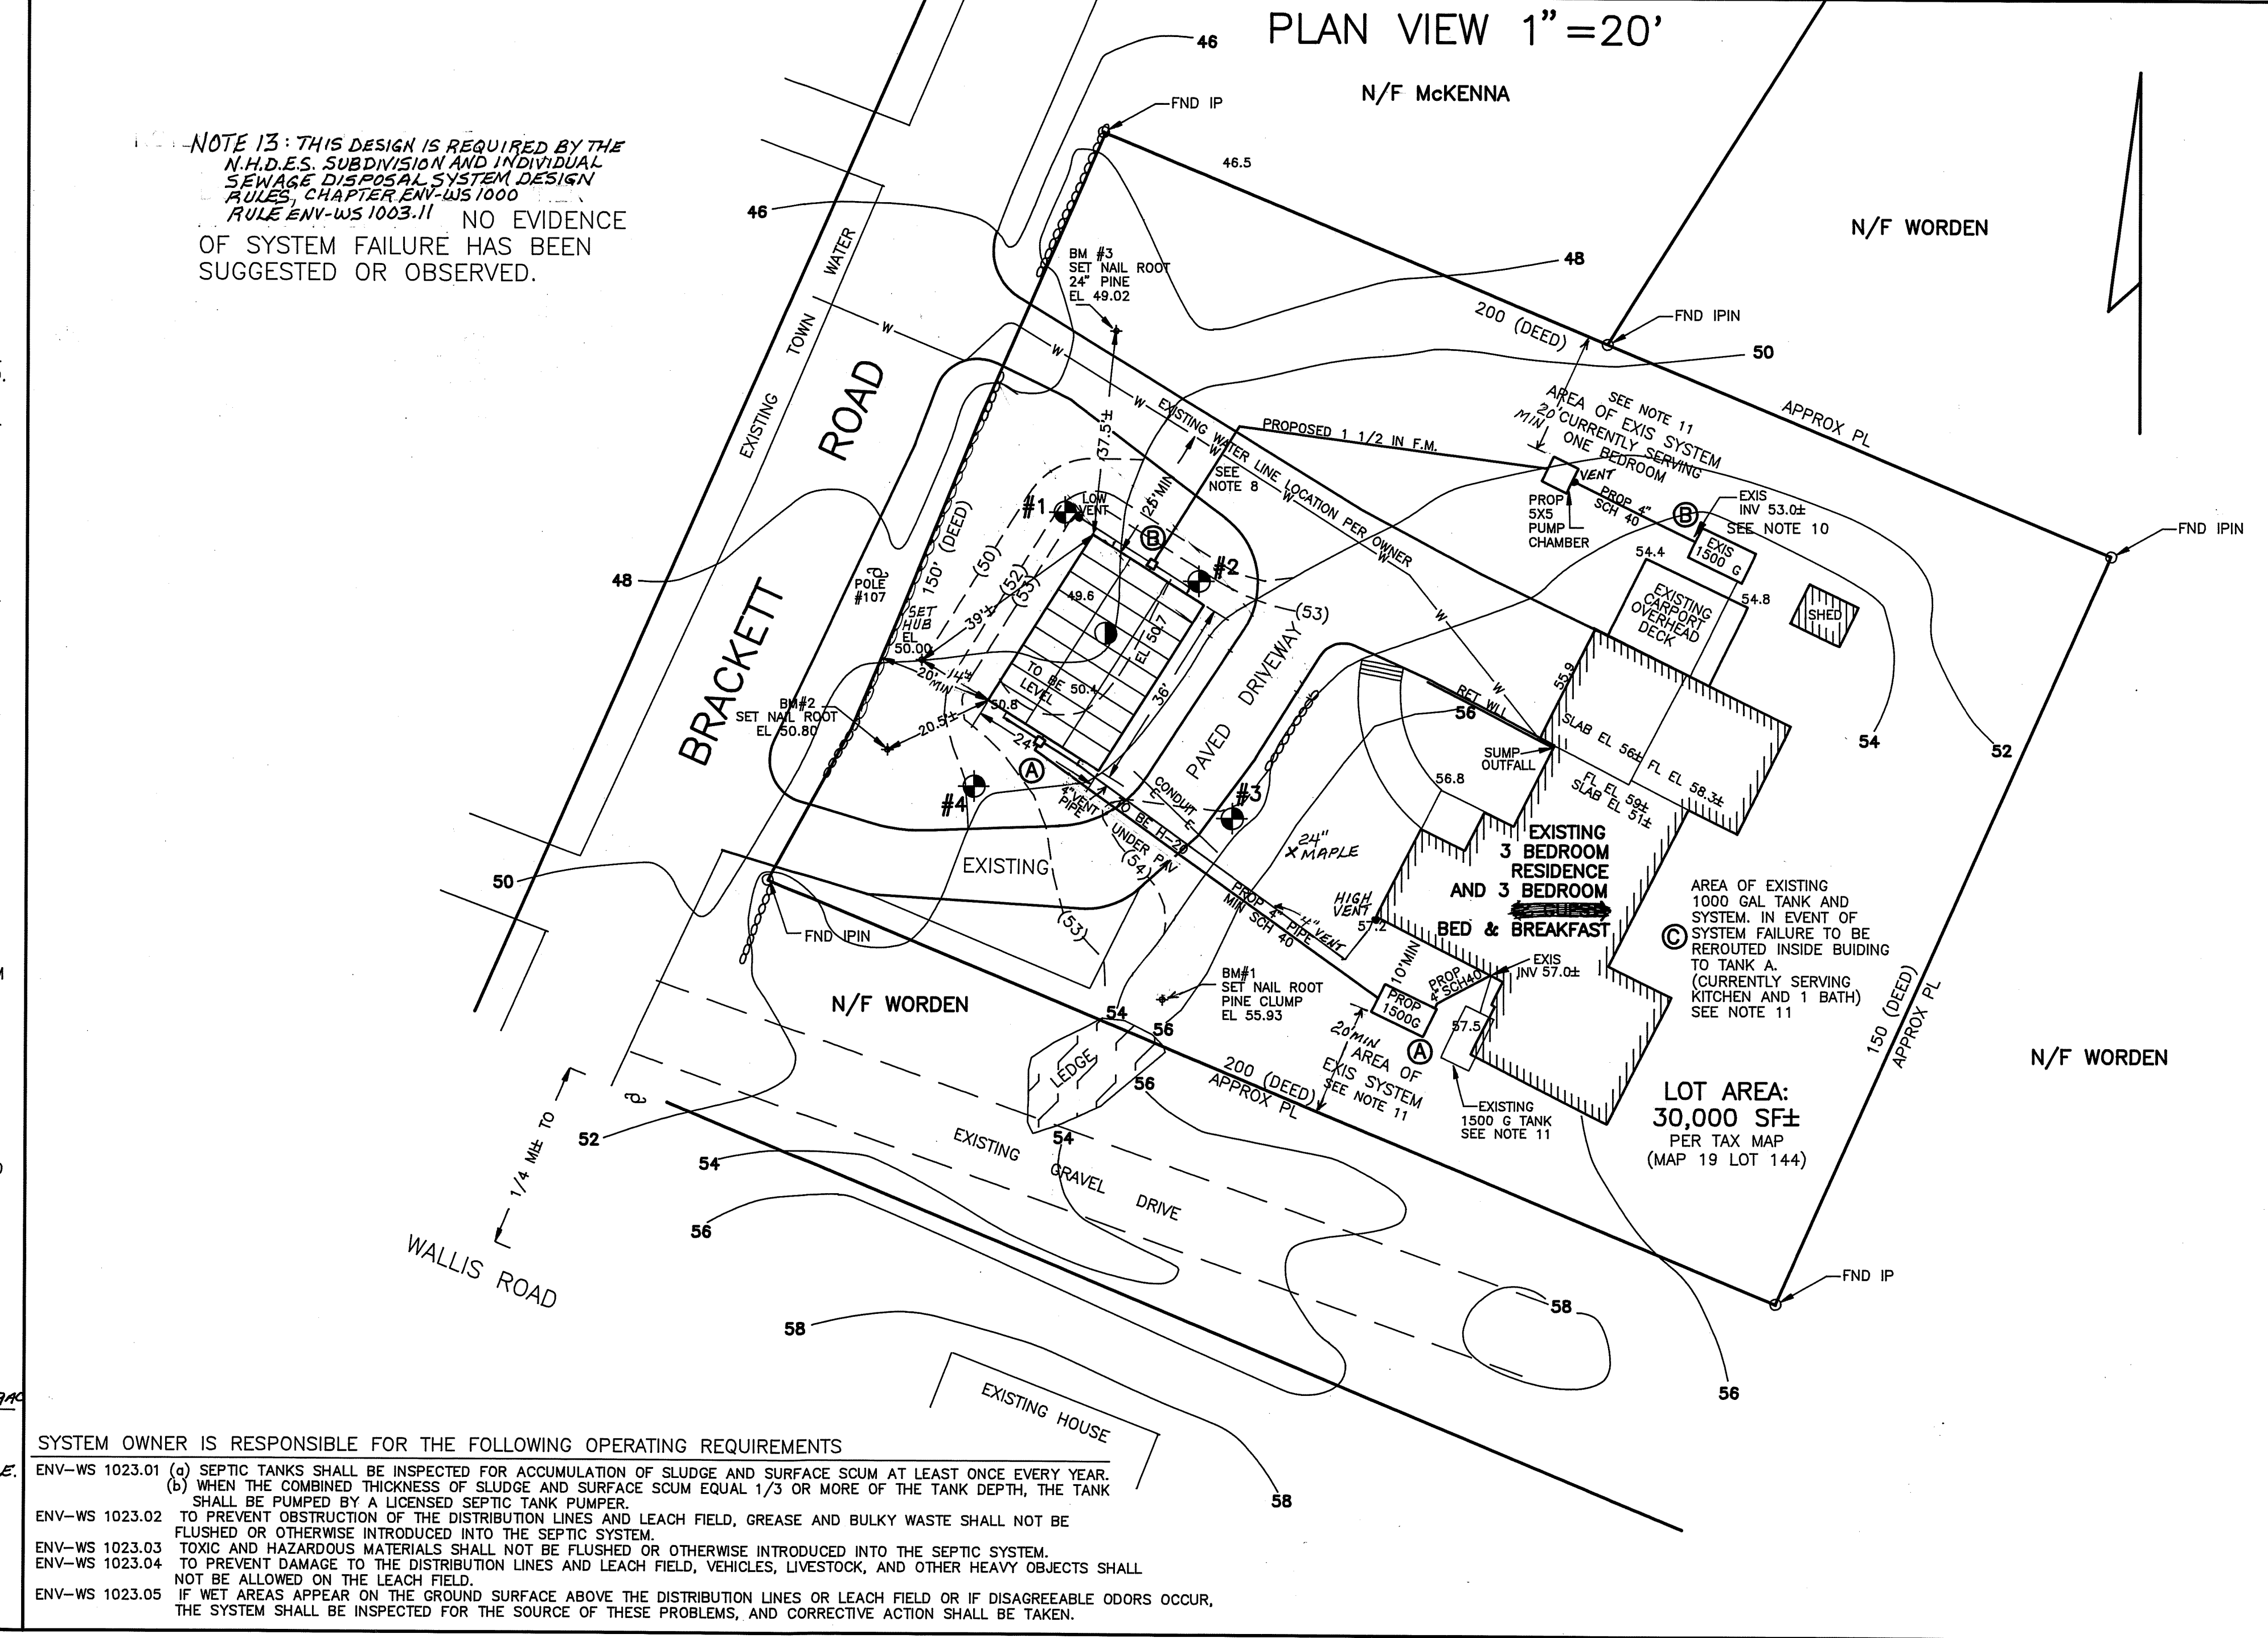 PLAN VIEW 1"=20'
NOTE 13: THIS DESIGN IS REQUIRED BY THE
N.H.D.E.S. SUBDIVISION AND INDIVIDUAL
SEWAGE DISPOSAL SYSTEM DESIGN
RULES, CHAPTER ENV-WS 1000
RULE ENV-WS 1003.11 NO EVIDENCE
OF SYSTEM FAILURE HAS BEEN
SUGGESTED OR OBSERVED.
46
FND IP
N/F McKENNA
46.5
N/F WORDEN
46
48
BM #3
SET NAIL ROOT
24" PINE
EL 49.02
200 (DEED)
FND IPIN
50
APPROX PL
EXISTING TOWN WATER
BRACKETT ROAD
W
W
W
W
W
W
W
W
EXISTING WATER LINE LOCATION PER OWNER
37.5'±
PROPOSED 1 1/2 IN F.M.
SEE NOTE 11
AREA OF EXIS SYSTEM
CURRENTLY SERVING
ONE BEDROOM
20'
MIN
SEE
NOTE 8
25'MIN
VENT
PROP
5X5
PUMP
CHAMBER
PROP 4"
SCH 40
B
EXIS
INV 53.0±
SEE NOTE 10
EXIS
1500 G
FND IPIN
54.4
54.8
EXISTING
CARPORT
OVERHEAD
DECK
SHED
#1
LOW
VENT
B
#2
150' (DEED)
(50)
(52)
(53)
48
POLE
#107
SET
HUB
EL
50.00
39'±
49.6
EL 50.7
(53)
PAVED DRIVEWAY
20'
MIN
14'±
TO BE
LEVEL
50.4
36'
50.8
BM#2
SET NAIL ROOT
EL 50.80
20.5'±
24'
A
#4
4"VENT
PIPE
CONDUIT
E
E
#3
TO BE H-20
UNDER PAV
(54)
(53)
EXISTING
RET WLL
56
SUMP
OUTFALL
56.8
55.9
SLAB EL 56±
FL EL 58.3±
FL EL 59±
SLAB EL 51±
54
52
24"
X MAPLE
EXISTING
3 BEDROOM
RESIDENCE
AND 3 BEDROOM
BED & BREAKFAST
HIGH
VENT
57.2
PROP 4" PIPE
MIN SCH 40
4" VENT
10'MIN
PROP
4" SCH40
EXIS
INV 57.0±
AREA OF EXISTING
1000 GAL TANK AND
SYSTEM. IN EVENT OF
C SYSTEM FAILURE TO BE
REROUTED INSIDE BUIDING
TO TANK A.
(CURRENTLY SERVING
KITCHEN AND 1 BATH)
SEE NOTE 11
150 (DEED)
APPROX PL
50
FND IPIN
N/F WORDEN
BM#1
SET NAIL ROOT
PINE CLUMP
EL 55.93
PROP
1500G
57.5
A
20'MIN
AREA OF
EXIS SYSTEM
SEE NOTE 11
EXISTING
1500 G TANK
SEE NOTE 11
N/F WORDEN
54
56
LEDGE
56
54
200 (DEED)
APPROX PL
LOT AREA:
30,000 SF±
PER TAX MAP
(MAP 19 LOT 144)
1/4 MI± TO
WALLIS ROAD
52
54
56
EXISTING GRAVEL DRIVE
58
58
FND IP
56
EXISTING HOUSE
58
SYSTEM OWNER IS RESPONSIBLE FOR THE FOLLOWING OPERATING REQUIREMENTS
ENV-WS 1023.01 (a) SEPTIC TANKS SHALL BE INSPECTED FOR ACCUMULATION OF SLUDGE AND SURFACE SCUM AT LEAST ONCE EVERY YEAR.
(b) WHEN THE COMBINED THICKNESS OF SLUDGE AND SURFACE SCUM EQUAL 1/3 OR MORE OF THE TANK DEPTH, THE TANK
SHALL BE PUMPED BY A LICENSED SEPTIC TANK PUMPER.
ENV-WS 1023.02 TO PREVENT OBSTRUCTION OF THE DISTRIBUTION LINES AND LEACH FIELD, GREASE AND BULKY WASTE SHALL NOT BE
FLUSHED OR OTHERWISE INTRODUCED INTO THE SEPTIC SYSTEM.
ENV-WS 1023.03 TOXIC AND HAZARDOUS MATERIALS SHALL NOT BE FLUSHED OR OTHERWISE INTRODUCED INTO THE SEPTIC SYSTEM.
ENV-WS 1023.04 TO PREVENT DAMAGE TO THE DISTRIBUTION LINES AND LEACH FIELD, VEHICLES, LIVESTOCK, AND OTHER HEAVY OBJECTS SHALL
NOT BE ALLOWED ON THE LEACH FIELD.
ENV-WS 1023.05 IF WET AREAS APPEAR ON THE GROUND SURFACE ABOVE THE DISTRIBUTION LINES OR LEACH FIELD OR IF DISAGREEABLE ODORS OCCUR,
THE SYSTEM SHALL BE INSPECTED FOR THE SOURCE OF THESE PROBLEMS, AND CORRECTIVE ACTION SHALL BE TAKEN.